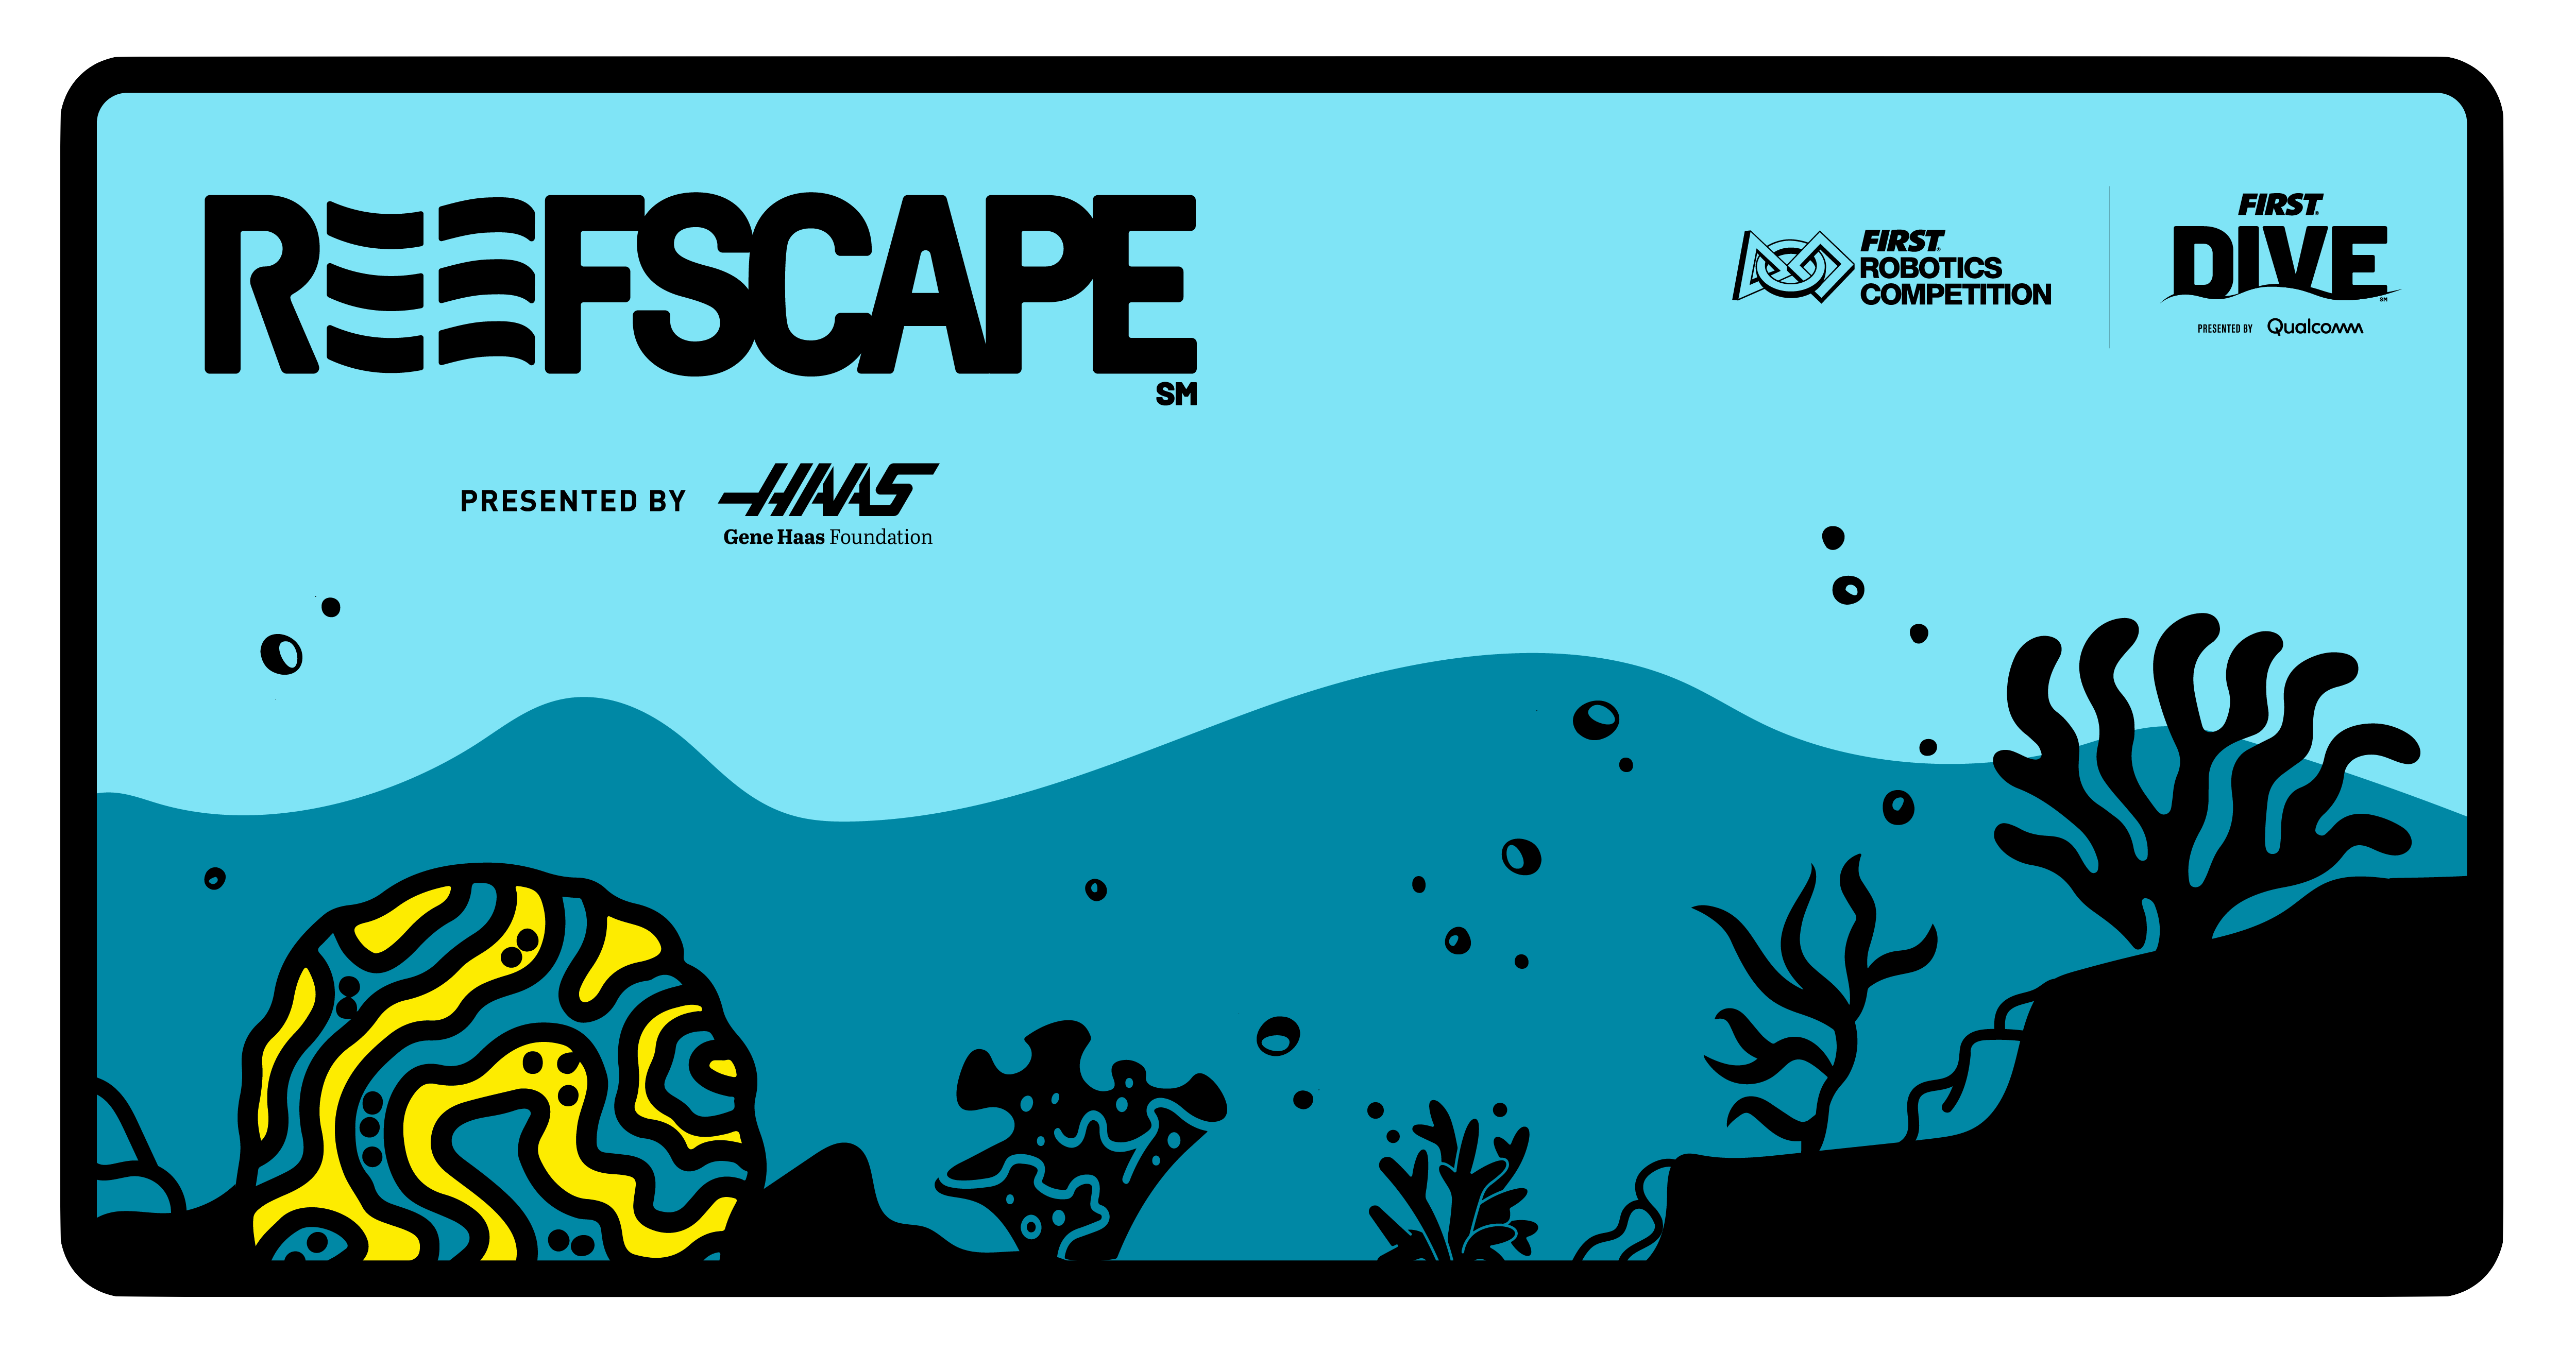 REEFSCAPE
SM
PRESENTED BY HAAS
Gene Haas Foundation
FIRST®
ROBOTICS
COMPETITION
FIRST®
DIVE
SM
PRESENTED BY Qualcomm